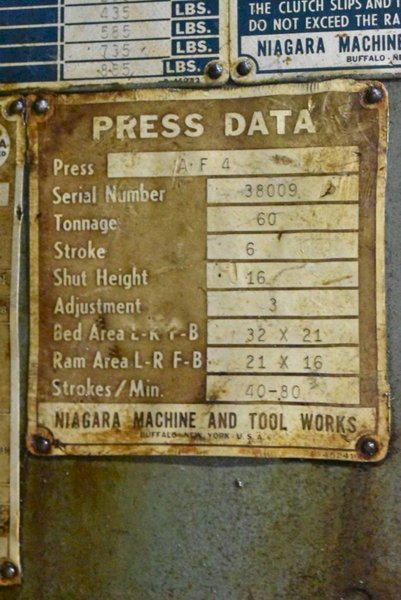 435 LBS.
585 LBS.
735 LBS.
885 LBS.
THE CLUTCH SLIPS AND
DO NOT EXCEED THE RA
NIAGARA MACHINE
BUFFALO
PRESS DATA
Press A F 4
Serial Number 38009
Tonnage 60
Stroke 6
Shut Height 16
Adjustment 3
Bed Area L-R F-B 32 X 21
Ram Area L-R F-B 21 X 16
Strokes/Min. 40-80
NIAGARA MACHINE AND TOOL WORKS
BUFFALO NEW YORK U.S.A.